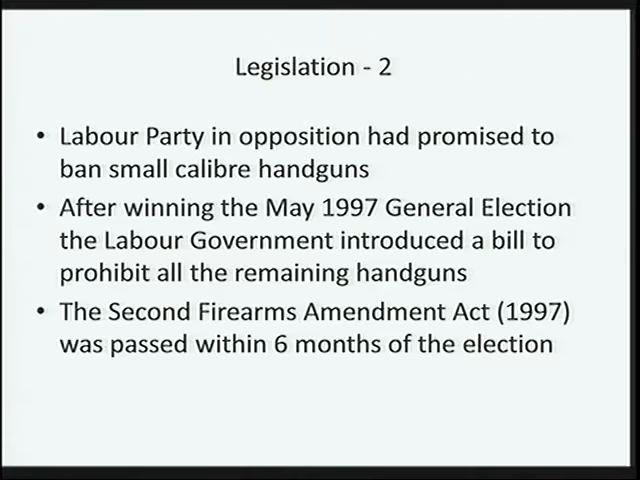 Legislation - 2
• Labour Party in opposition had promised to
ban small calibre handguns
• After winning the May 1997 General Election
the Labour Government introduced a bill to
prohibit all the remaining handguns
• The Second Firearms Amendment Act (1997)
was passed within 6 months of the election